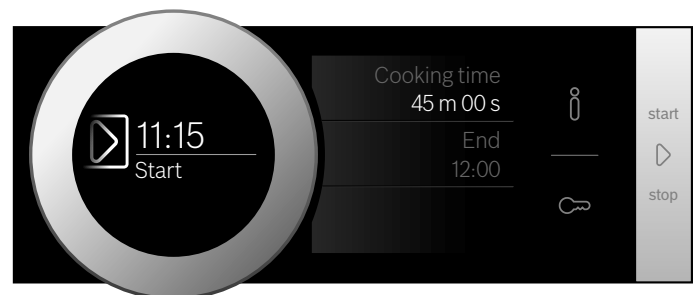 11:15
Start
Cooking time
45 m 00 s
End
12:00
start
stop